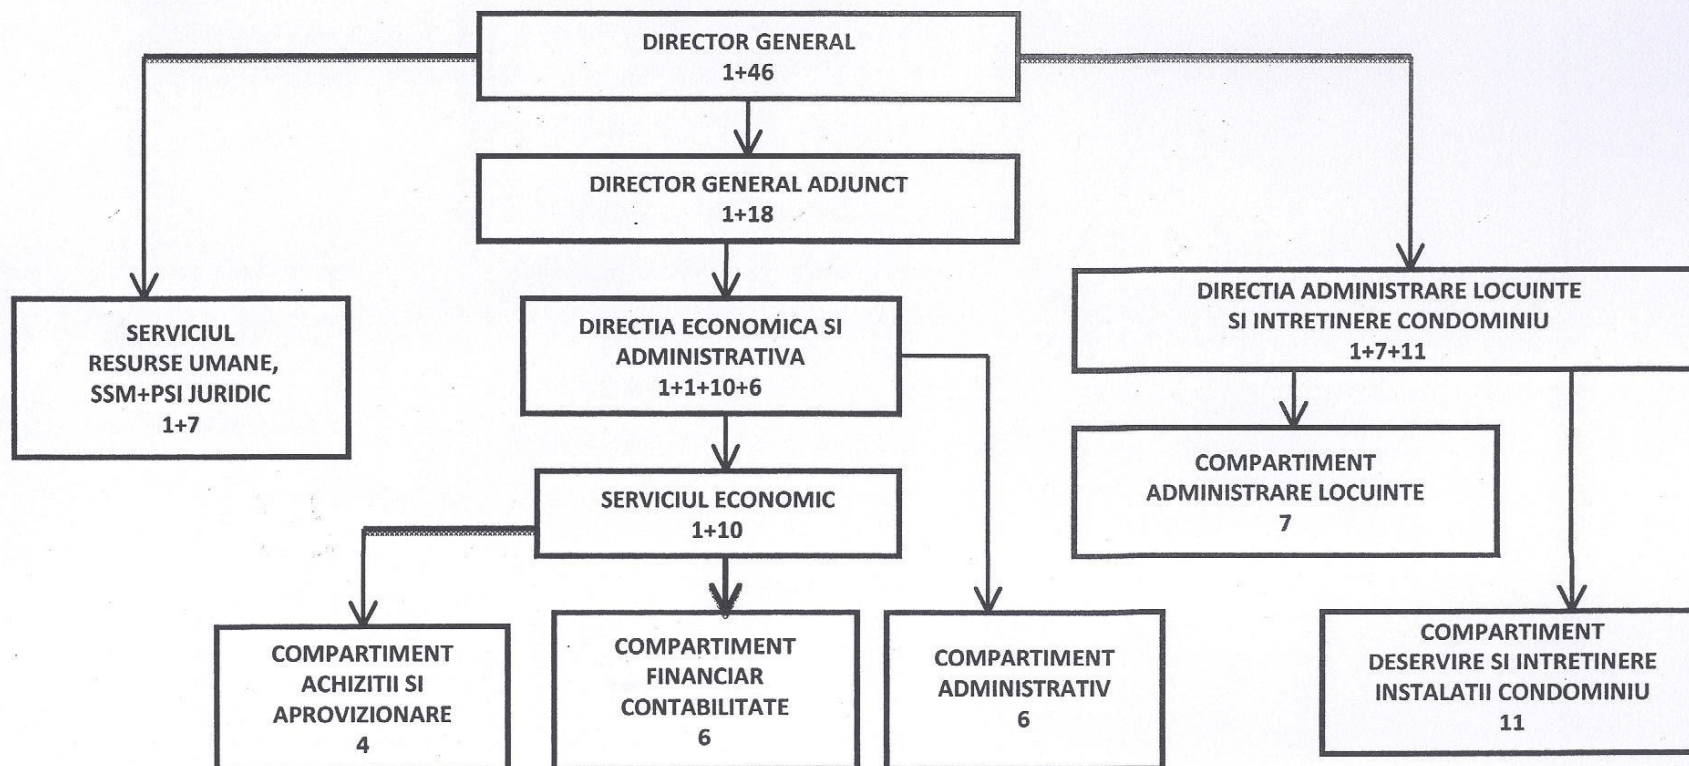 DIRECTOR GENERAL
1+46
DIRECTOR GENERAL ADJUNCT
1+18
SERVICIUL
RESURSE UMANE,
SSM+PSI JURIDIC
1+7
DIRECTIA ECONOMICA SI
ADMINISTRATIVA
1+1+10+6
DIRECTIA ADMINISTRARE LOCUINTE
SI INTRETINERE CONDOMINIU
1+7+11
SERVICIUL ECONOMIC
1+10
COMPARTIMENT
ADMINISTRARE LOCUINTE
7
COMPARTIMENT
ACHIZITII SI
APROVIZIONARE
4
COMPARTIMENT
FINANCIAR
CONTABILITATE
6
COMPARTIMENT
ADMINISTRATIV
6
COMPARTIMENT
DESERVIRE SI INTRETINERE
INSTALATII CONDOMINIU
11